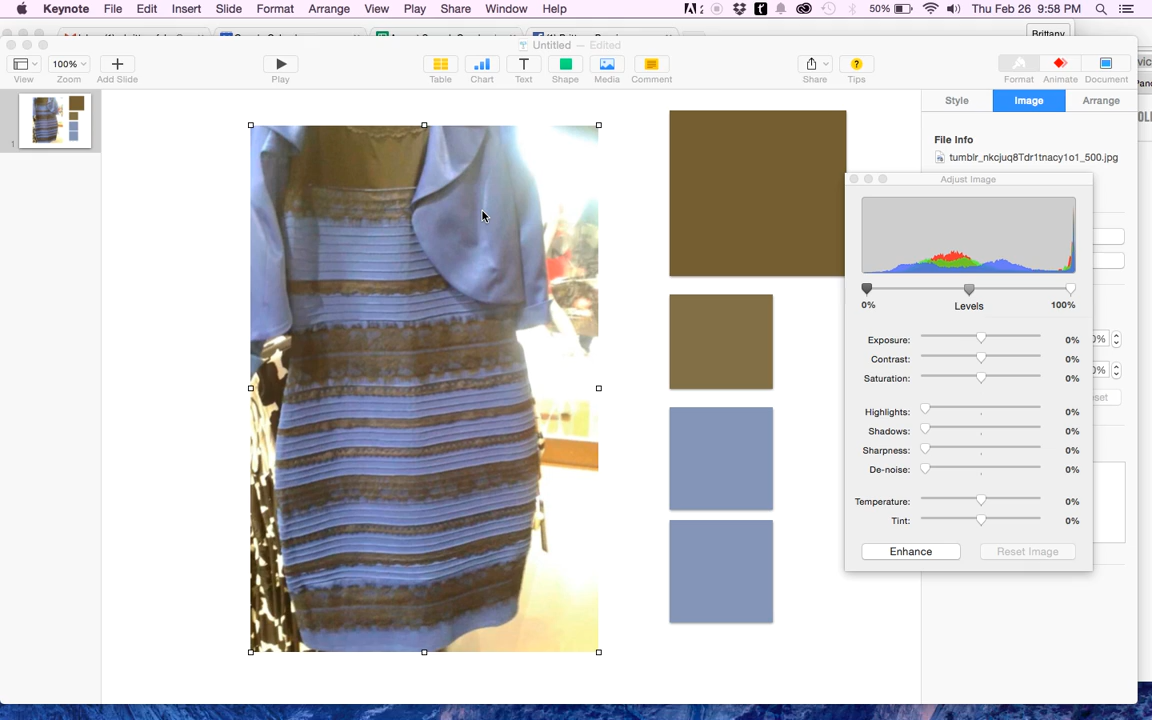 Keynote File Edit Insert Slide Format Arrange View Play Share Window Help 50% Thu Feb 26 9:58 PM
Brittany
Untitled — Edited
100%
View Zoom Add Slide Play Table Chart Text Shape Media Comment Share Tips Format Animate Document
1
Style Image Arrange
File Info
tumblr_nkcjuq8Tdr1tnacy1o1_500.jpg
Adjust Image
0% Levels 100%
Exposure: 0%
Contrast: 0%
Saturation: 0%
Highlights: 0%
Shadows: 0%
Sharpness: 0%
De-noise: 0%
Temperature: 0%
Tint: 0%
Enhance Reset Image